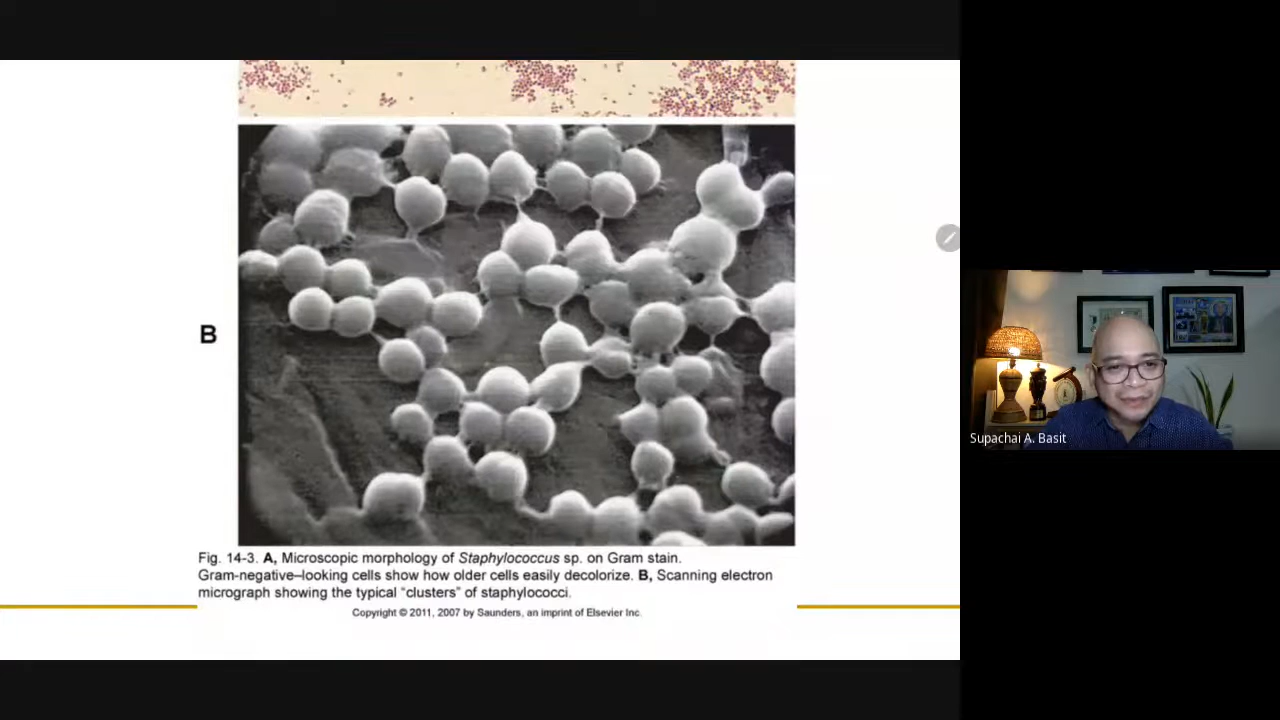 B
Fig. 14-3. A, Microscopic morphology of Staphylococcus sp. on Gram stain.
Gram-negative–looking cells show how older cells easily decolorize. B, Scanning electron
micrograph showing the typical “clusters” of staphylococci.
Copyright © 2011, 2007 by Saunders, an imprint of Elsevier Inc.
Supachai A. Basit